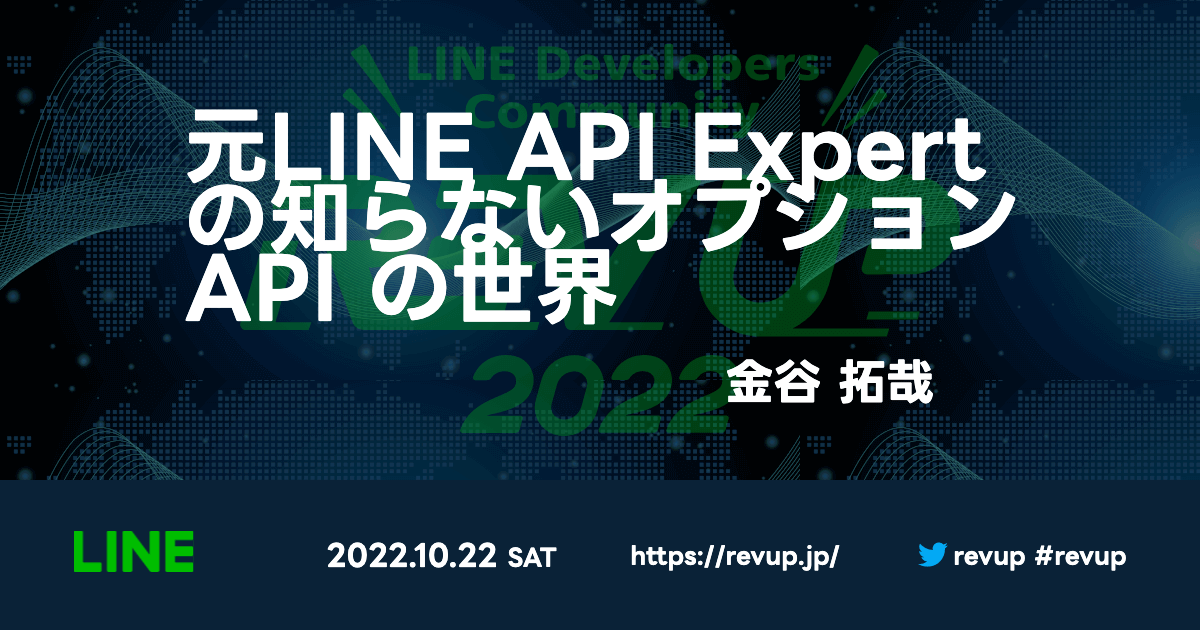 LINE Developers
Community
元LINE API Expert
の知らないオプション
API の世界
REV UP
2022
金谷 拓哉
LINE
2022.10.22 SAT
https://revup.jp/
revup #revup